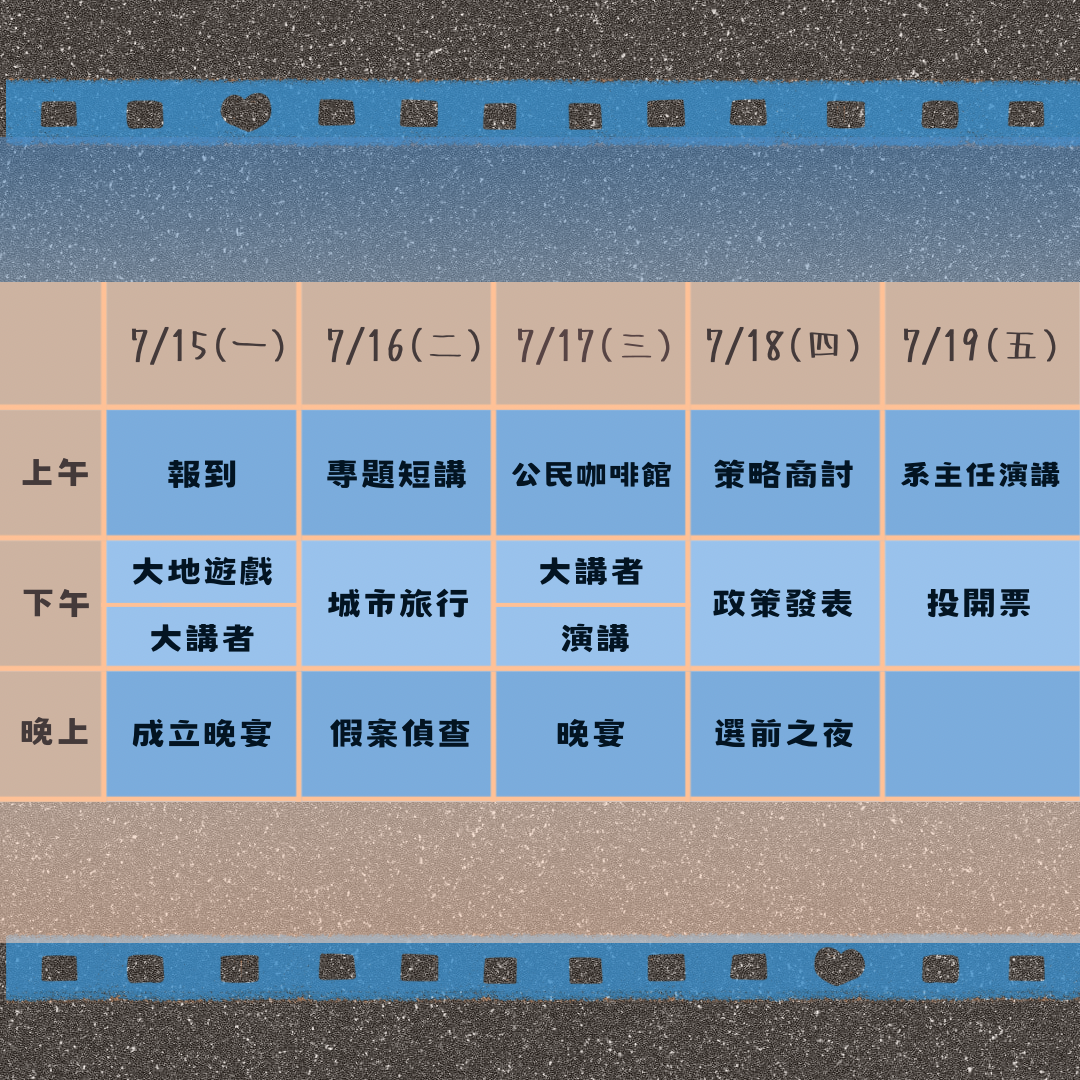 7/15(一) 7/16(二) 7/17(三) 7/18(四) 7/19(五)
上午 報到 專題短講 公民咖啡館 策略商討 系主任演講
下午 大地遊戲 大講者 城市旅行 大講者 演講 政策發表 投開票
晚上 成立晚宴 假案偵查 晚宴 選前之夜